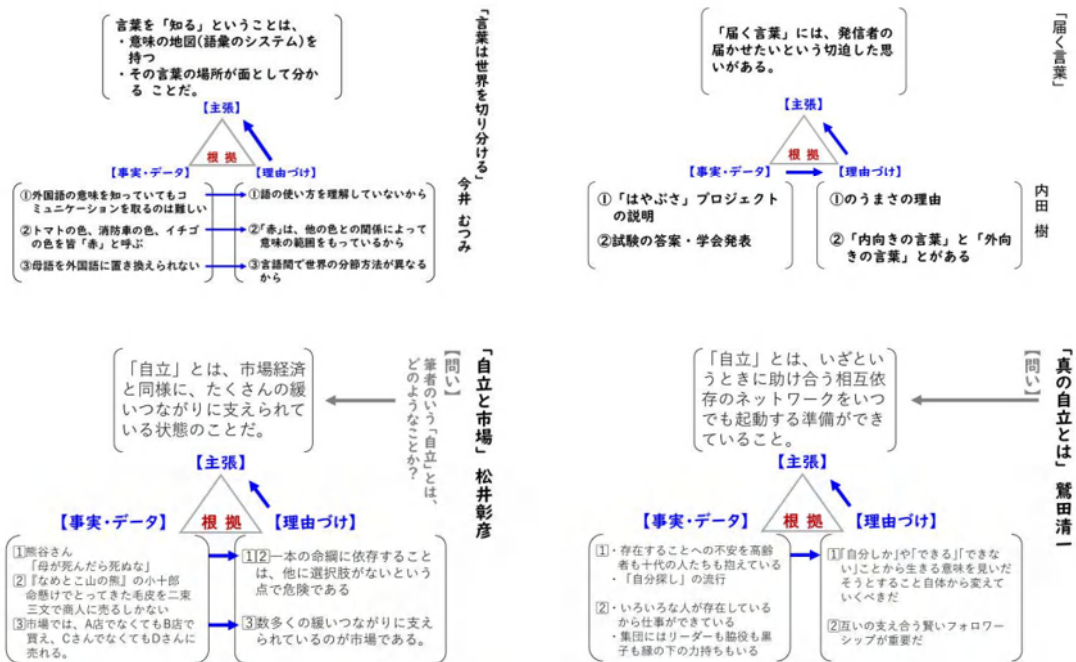 「言葉は世界を切り分ける」
今井 むつみ
言葉を「知る」ということは、
・意味の地図(語彙のシステム)を
持つ
・その言葉の場所が面として分か
る ことだ。
【主張】
根 拠
【事実・データ】
【理由づけ】
①外国語の意味を知っていてもコ
ミュニケーションを取るのは難しい
②トマトの色、消防車の色、イチゴ
の色を皆「赤」と呼ぶ
③母語を外国語に置き換えられない
①語の使い方を理解していないから
②「赤」は、他の色との関係によって
意味の範囲をもっているから
③言語間で世界の分節方法が異なる
から
「届く言葉」
内田 樹
「届く言葉」には、発信者の
届かせたいという切迫した思
いがある。
【主張】
根 拠
【事実・データ】
【理由づけ】
①「はやぶさ」プロジェクト
の説明
②試験の答案・学会発表
①のうまさの理由
②「内向きの言葉」と「外向
きの言葉」とがある
「自立と市場」 松井彰彦
【問い】
筆者のいう「自立」とは、
どのようなことか？
「自立」とは、市場経済
と同様に、たくさんの緩
いつながりに支えられて
いる状態のことだ。
【主張】
根 拠
【事実・データ】
【理由づけ】
1熊谷さん
「母が死んだら死ぬな」
2『なめとこ山の熊』の小十郎
命懸けでとってきた毛皮を二束
三文で商人に売るしかない
3市場では、A店でなくてもB店で
買え、CさんでなくてもDさんに
売れる。
12一本の命綱に依存すること
は、他に選択肢がないという
点で危険である
3数多くの緩いつながりに支え
られているのが市場である。
「真の自立とは」 鷲田清一
【問い】
「自立」とは、いざとい
うときに助け合う相互依
存のネットワークをいつ
でも起動する準備ができ
ていること。
【主張】
根 拠
【事実・データ】
【理由づけ】
1・存在することへの不安を高齢
者も十代の人たちも抱えている
・「自分探し」の流行
2・いろいろな人が存在している
から仕事ができている
・集団にはリーダーも脇役も黒
子も縁の下の力持ちもいる
1「自分しか」や「できる」「できな
い」ことから生きる意味を見いだ
そうとすること自体から変えて
いくべきだ
2互いの支え合う賢いフォロワー
シップが重要だ